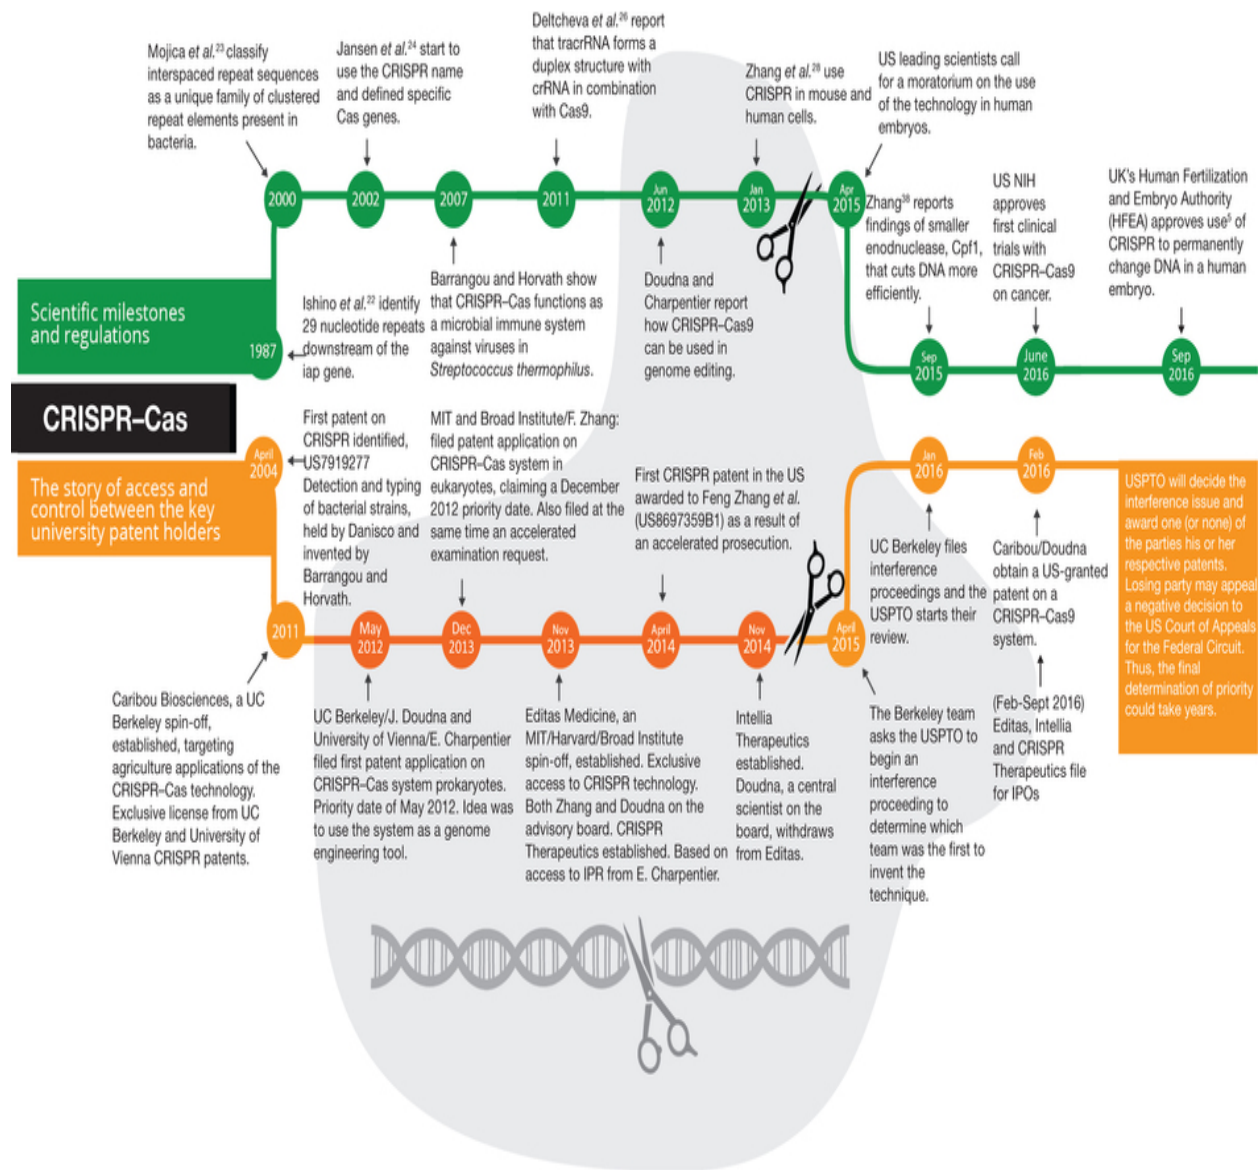 Mojica et al.²³ classify
interspaced repeat sequences
as a unique family of clustered
repeat elements present in
bacteria.
Jansen et al.²⁴ start to
use the CRISPR name
and defined specific
Cas genes.
Deltcheva et al.²⁶ report
that tracrRNA forms a
duplex structure with
crRNA in combination
with Cas9.
Zhang et al.²⁸ use
CRISPR in mouse and
human cells.
US leading scientists call
for a moratorium on the use
of the technology in human
embryos.
2000
2002
2007
2011
Jun
2012
Jan
2013
Apr
2015
Scientific milestones
and regulations
1987
Ishino et al.²² identify
29 nucleotide repeats
downstream of the
iap gene.
Barrangou and Horvath show
that CRISPR–Cas functions as
a microbial immune system
against viruses in
Streptococcus thermophilus.
Doudna and
Charpentier report
how CRISPR–Cas9
can be used in
genome editing.
Zhang³⁸ reports
findings of smaller
enodnuclease, Cpf1,
that cuts DNA more
efficiently.
US NIH
approves
first clinical
trials with
CRISPR–Cas9
on cancer.
UK's Human Fertilization
and Embryo Authority
(HFEA) approves use⁵ of
CRISPR to permanently
change DNA in a human
embryo.
Sep
2015
June
2016
Sep
2016
CRISPR–Cas
The story of access and
control between the key
university patent holders
April
2004
First patent on
CRISPR identified,
US7919277
Detection and typing
of bacterial strains,
held by Danisco and
invented by
Barrangou and
Horvath.
MIT and Broad Institute/F. Zhang:
filed patent application on
CRISPR–Cas system in
eukaryotes, claiming a December
2012 priority date. Also filed at the
same time an accelerated
examination request.
First CRISPR patent in the US
awarded to Feng Zhang et al.
(US8697359B1) as a result of
an accelerated prosecution.
Jan
2016
Feb
2016
UC Berkeley files
interference
proceedings and the
USPTO starts their
review.
Caribou/Doudna
obtain a US-granted
patent on a
CRISPR–Cas9
system.
(Feb-Sept 2016)
Editas, Intellia
and CRISPR
Therapeutics file
for IPOs
USPTO will decide the
interference issue and
award one (or none) of
the parties his or her
respective patents.
Losing party may appeal
a negative decision to
the US Court of Appeals
for the Federal Circuit.
Thus, the final
determination of priority
could take years.
2011
May
2012
Dec
2013
Nov
2013
April
2014
Nov
2014
April
2015
Caribou Biosciences, a UC
Berkeley spin-off,
established, targeting
agriculture applications of the
CRISPR–Cas technology.
Exclusive license from UC
Berkeley and University of
Vienna CRISPR patents.
UC Berkeley/J. Doudna and
University of Vienna/E. Charpentier
filed first patent application on
CRISPR–Cas system prokaryotes.
Priority date of May 2012. Idea was
to use the system as a genome
engineering tool.
Editas Medicine, an
MIT/Harvard/Broad Institute
spin-off, established. Exclusive
access to CRISPR technology.
Both Zhang and Doudna on the
advisory board. CRISPR
Therapeutics established. Based on
access to IPR from E. Charpentier.
Intellia
Therapeutics
established.
Doudna, a central
scientist on the
board, withdraws
from Editas.
The Berkeley team
asks the USPTO to
begin an
interference
proceeding to
determine which
team was the first to
invent the
technique.